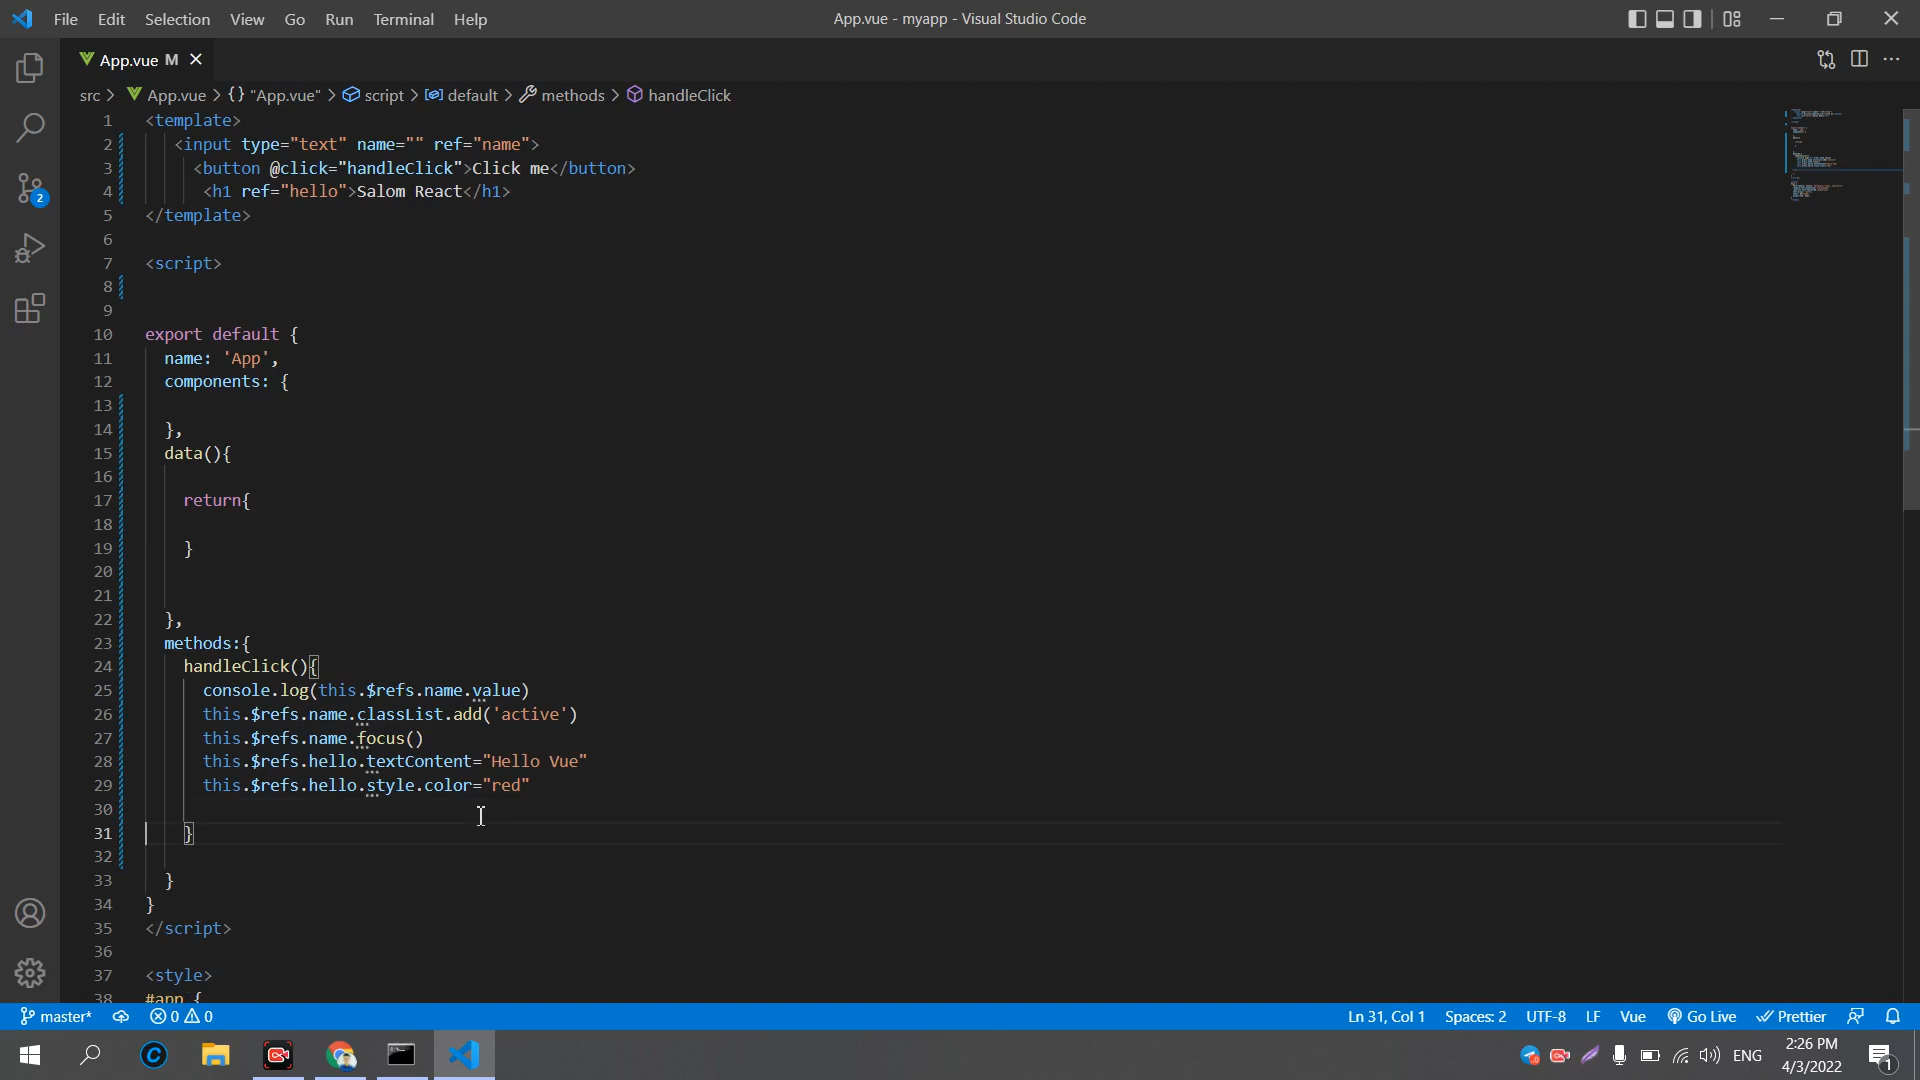 File Edit Selection View Go Run Terminal Help
App.vue - myapp - Visual Studio Code
App.vue M
src > App.vue > {} "App.vue" > script > default > methods > handleClick
1 <template>
2 <input type="text" name="" ref="name">
3 <button @click="handleClick">Click me</button>
4 <h1 ref="hello">Salom React</h1>
5 </template>
6
7 <script>
8
9
10 export default {
11 name: 'App',
12 components: {
13
14 },
15 data(){
16
17 return{
18
19 }
20
21
22 },
23 methods:{
24 handleClick(){
25 console.log(this.$refs.name.value)
26 this.$refs.name.classList.add('active')
27 this.$refs.name.focus()
28 this.$refs.hello.textContent="Hello Vue"
29 this.$refs.hello.style.color="red"
30
31 }
32
33 }
34 }
35 </script>
36
37 <style>
38 #app {
2
master* 0 0
Ln 31, Col 1 Spaces: 2 UTF-8 LF Vue Go Live Prettier
ENG
2:26 PM
4/3/2022
1